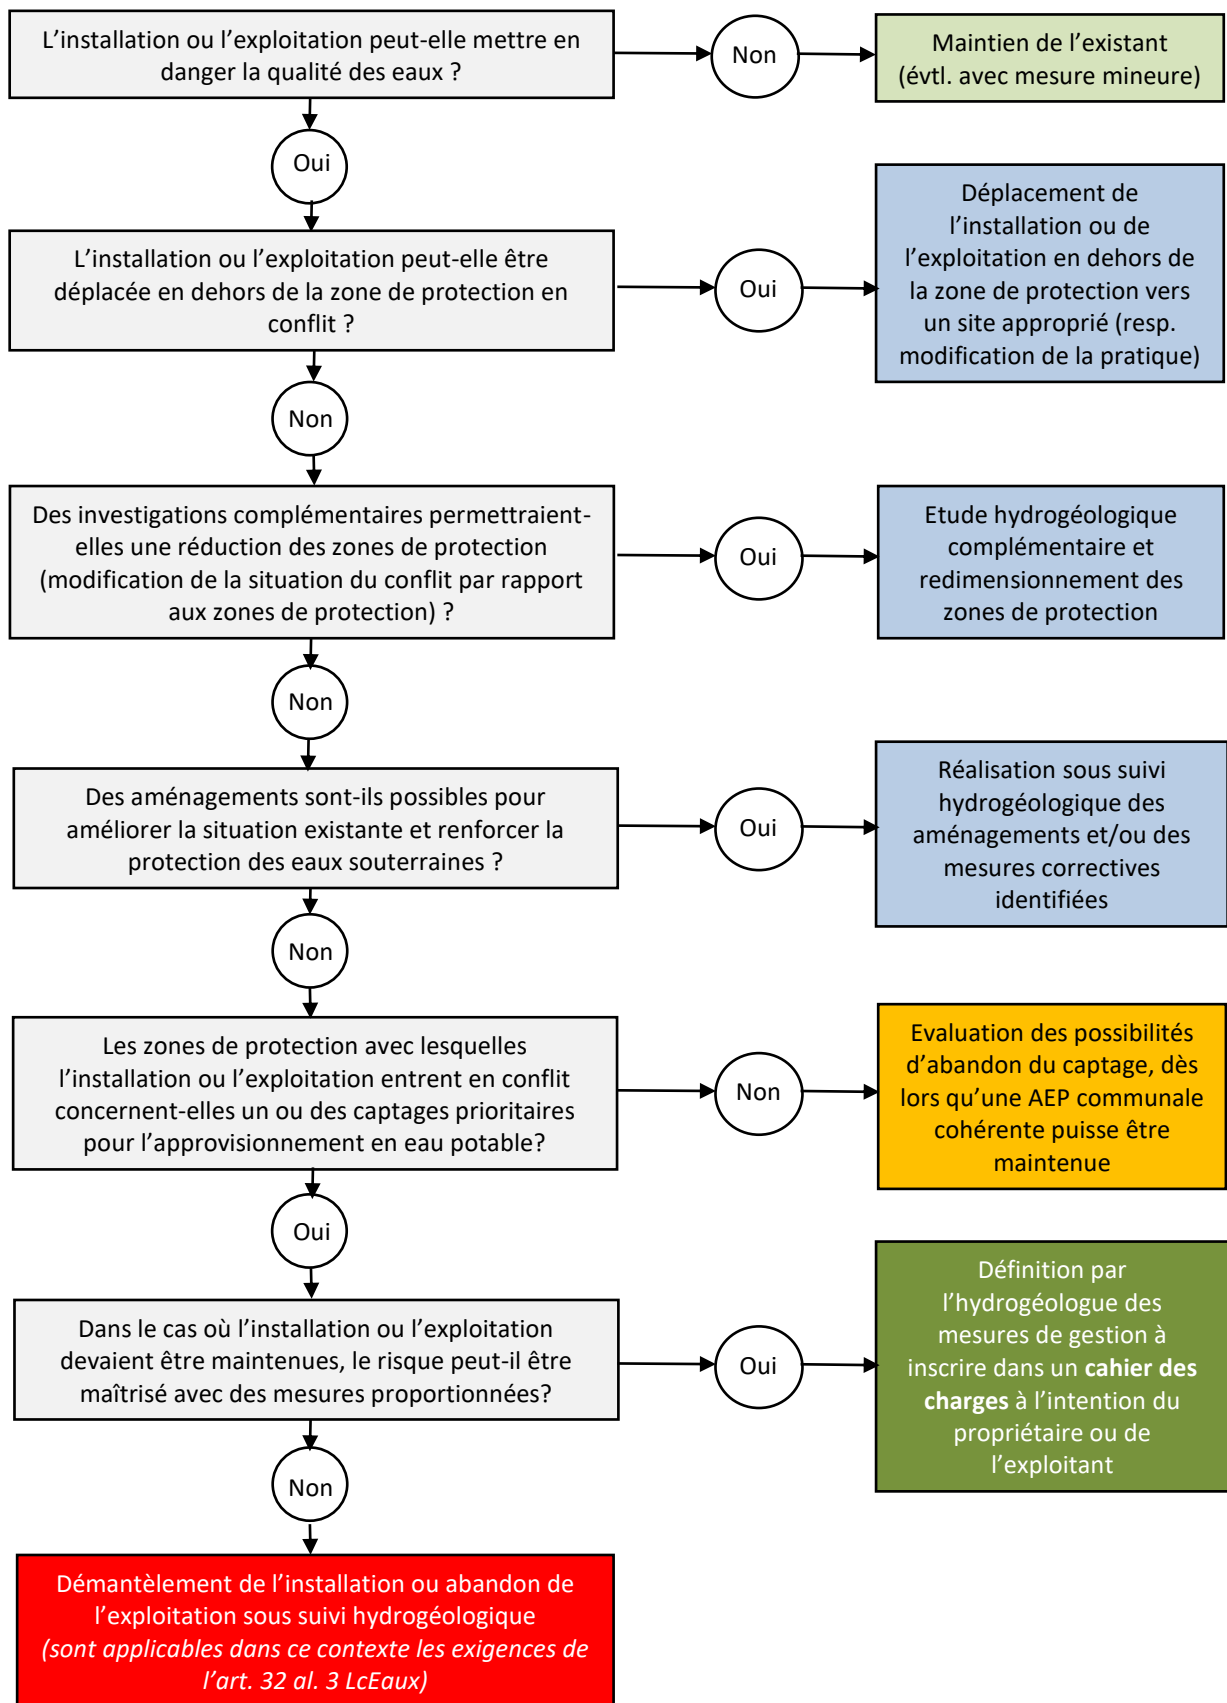 L'installation ou l'exploitation peut-elle mettre en
danger la qualité des eaux ?
Non
Maintien de l'existant
(évtl. avec mesure mineure)
Oui
L'installation ou l'exploitation peut-elle être
déplacée en dehors de la zone de protection en
conflit ?
Oui
Déplacement de
l'installation ou de
l'exploitation en dehors de
la zone de protection vers
un site approprié (resp.
modification de la pratique)
Non
Des investigations complémentaires permettraient-
elles une réduction des zones de protection
(modification de la situation du conflit par rapport
aux zones de protection) ?
Oui
Etude hydrogéologique
complémentaire et
redimensionnement des
zones de protection
Non
Des aménagements sont-ils possibles pour
améliorer la situation existante et renforcer la
protection des eaux souterraines ?
Oui
Réalisation sous suivi
hydrogéologique des
aménagements et/ou des
mesures correctives
identifiées
Non
Les zones de protection avec lesquelles
l'installation ou l'exploitation entrent en conflit
concernent-elles un ou des captages prioritaires
pour l'approvisionnement en eau potable?
Non
Evaluation des possibilités
d'abandon du captage, dès
lors qu'une AEP communale
cohérente puisse être
maintenue
Oui
Dans le cas où l'installation ou l'exploitation
devaient être maintenues, le risque peut-il être
maîtrisé avec des mesures proportionnées?
Oui
Définition par
l'hydrogéologue des
mesures de gestion à
inscrire dans un cahier des
charges à l'intention du
propriétaire ou de
l'exploitant
Non
Démantèlement de l'installation ou abandon de
l'exploitation sous suivi hydrogéologique
(sont applicables dans ce contexte les exigences de
l'art. 32 al. 3 LcEaux)